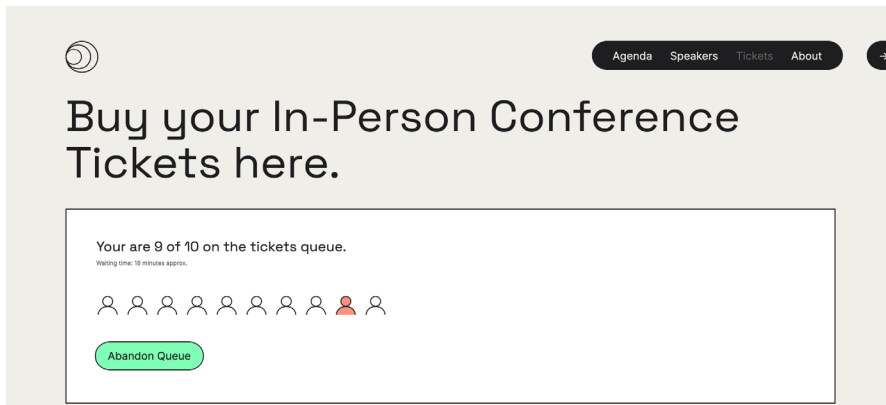 Agenda Speakers Tickets About
Buy your In-Person Conference
Tickets here.
Your are 9 of 10 on the tickets queue.
Waiting time: 18 minutes approx.
Abandon Queue